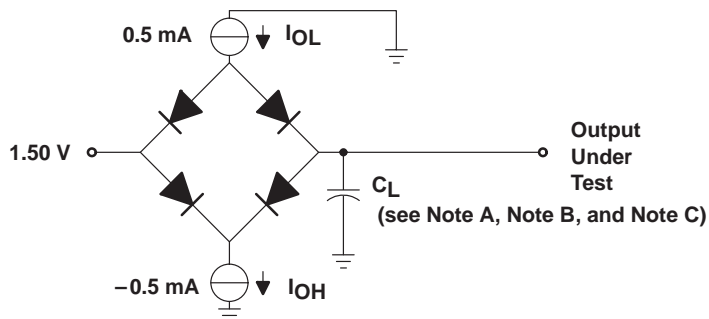 0.5 mA
IOL
1.50 V
Output
Under
Test
CL
(see Note A, Note B, and Note C)
–0.5 mA
IOH